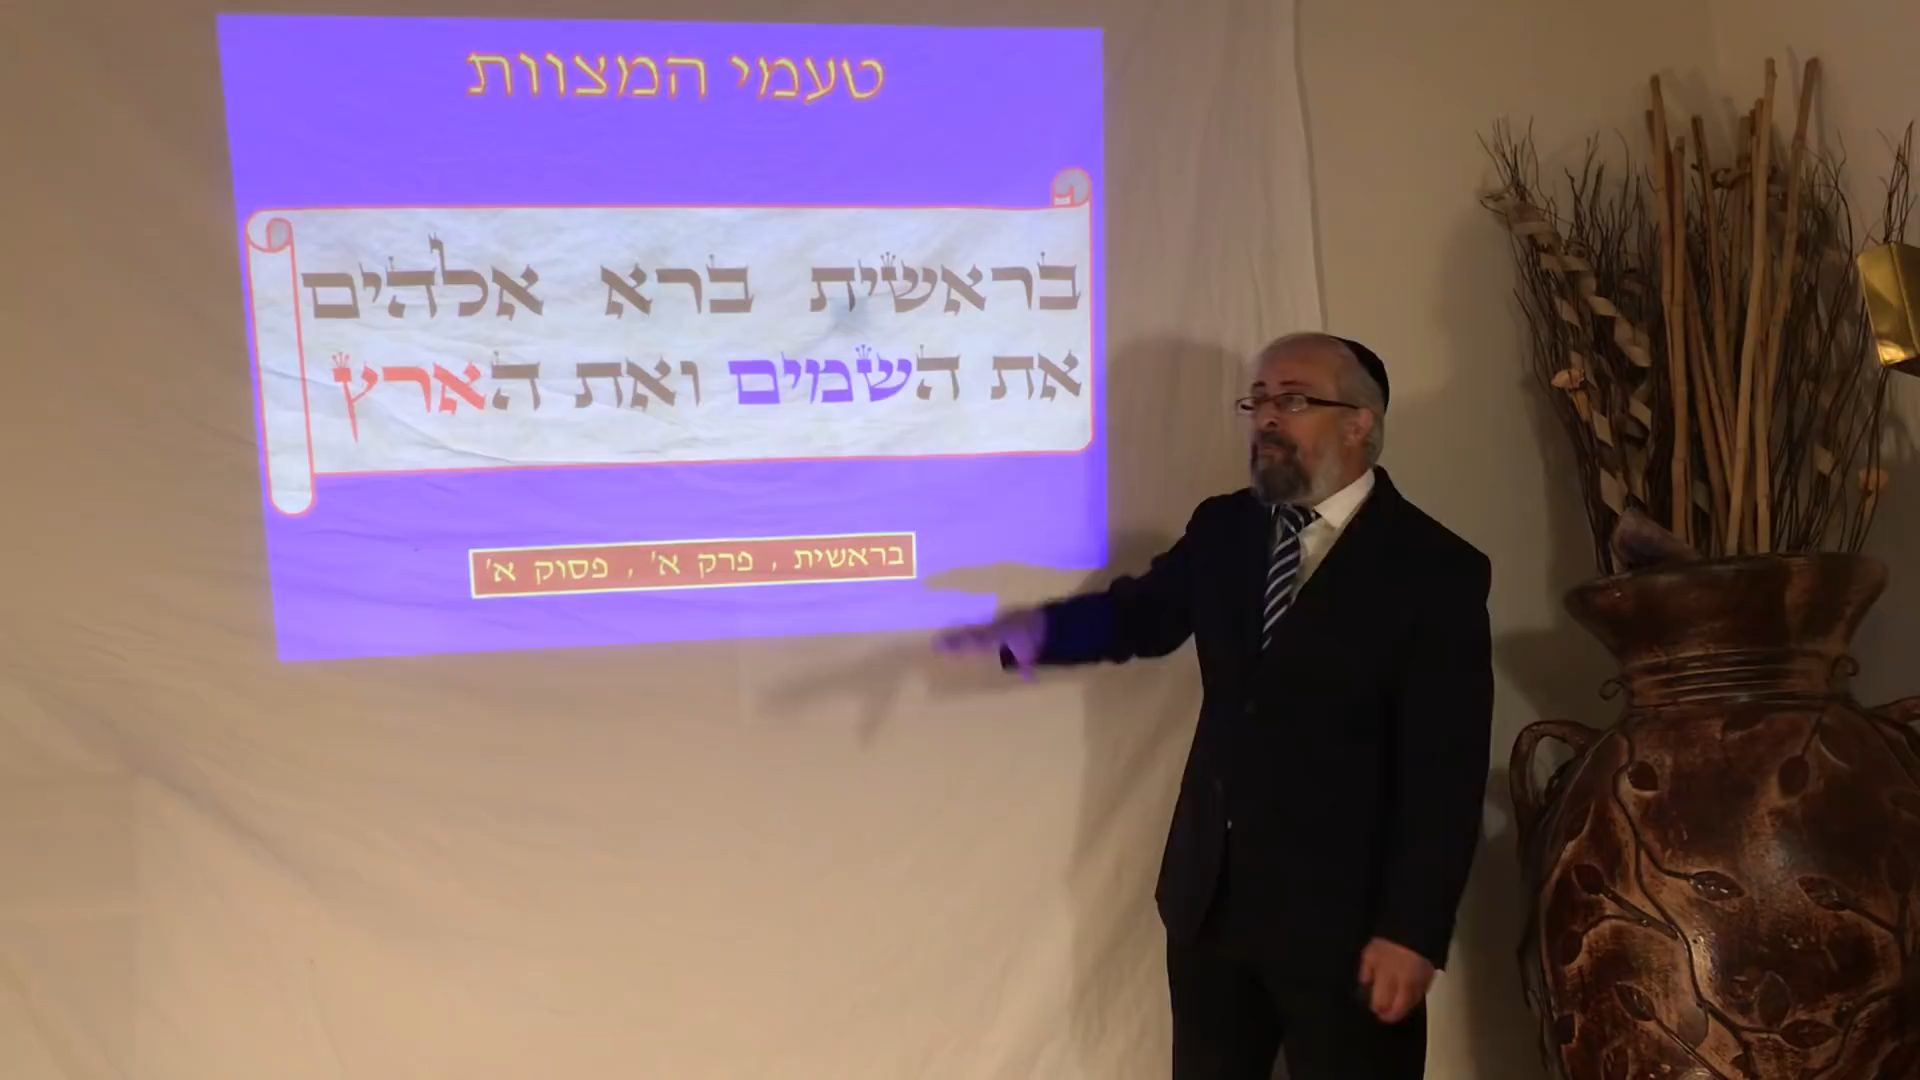 טעמי המצוות
בראשית ברא אלהים
את השמים ואת הארץ
בראשית , פרק א' , פסוק א'